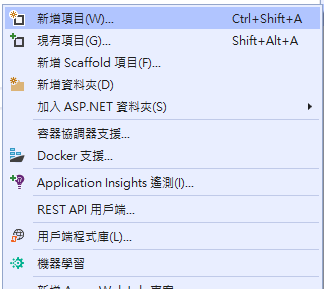 新增項目(W)... Ctrl+Shift+A
現有項目(G)... Shift+Alt+A
新增 Scaffold 項目(F)...
新增資料夾(D)
加入 ASP.NET 資料夾(S)
容器協調器支援...
Docker 支援...
Application Insights 遙測(I)...
REST API 用戶端...
用戶端程式庫(L)...
機器學習